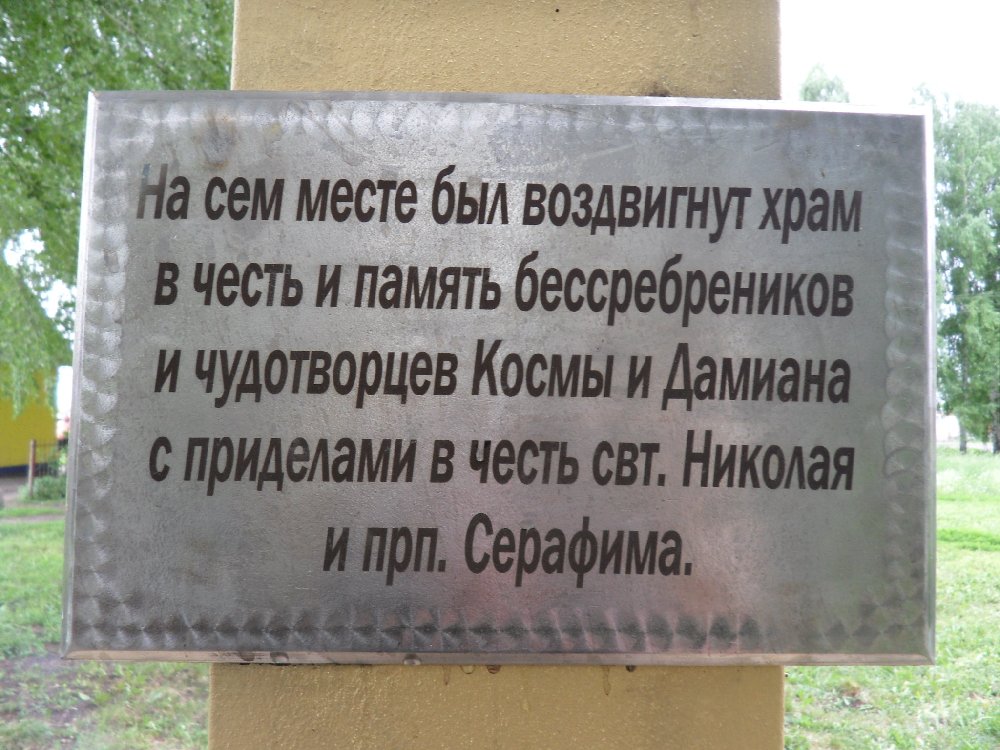 На сем месте был воздвигнут храм
в честь и память бессребреников
и чудотворцев Космы и Дамиана
с приделами в честь свт. Николая
и прп. Серафима.